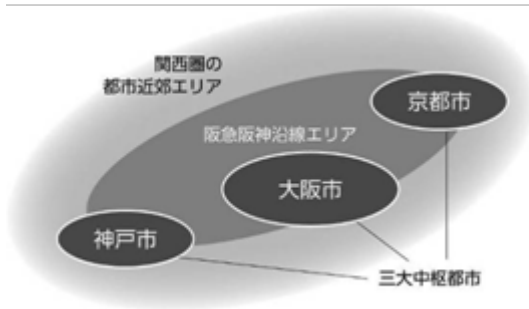 関西圏の
都市近郊エリア
京都市
阪急阪神沿線エリア
大阪市
神戸市
三大中枢都市